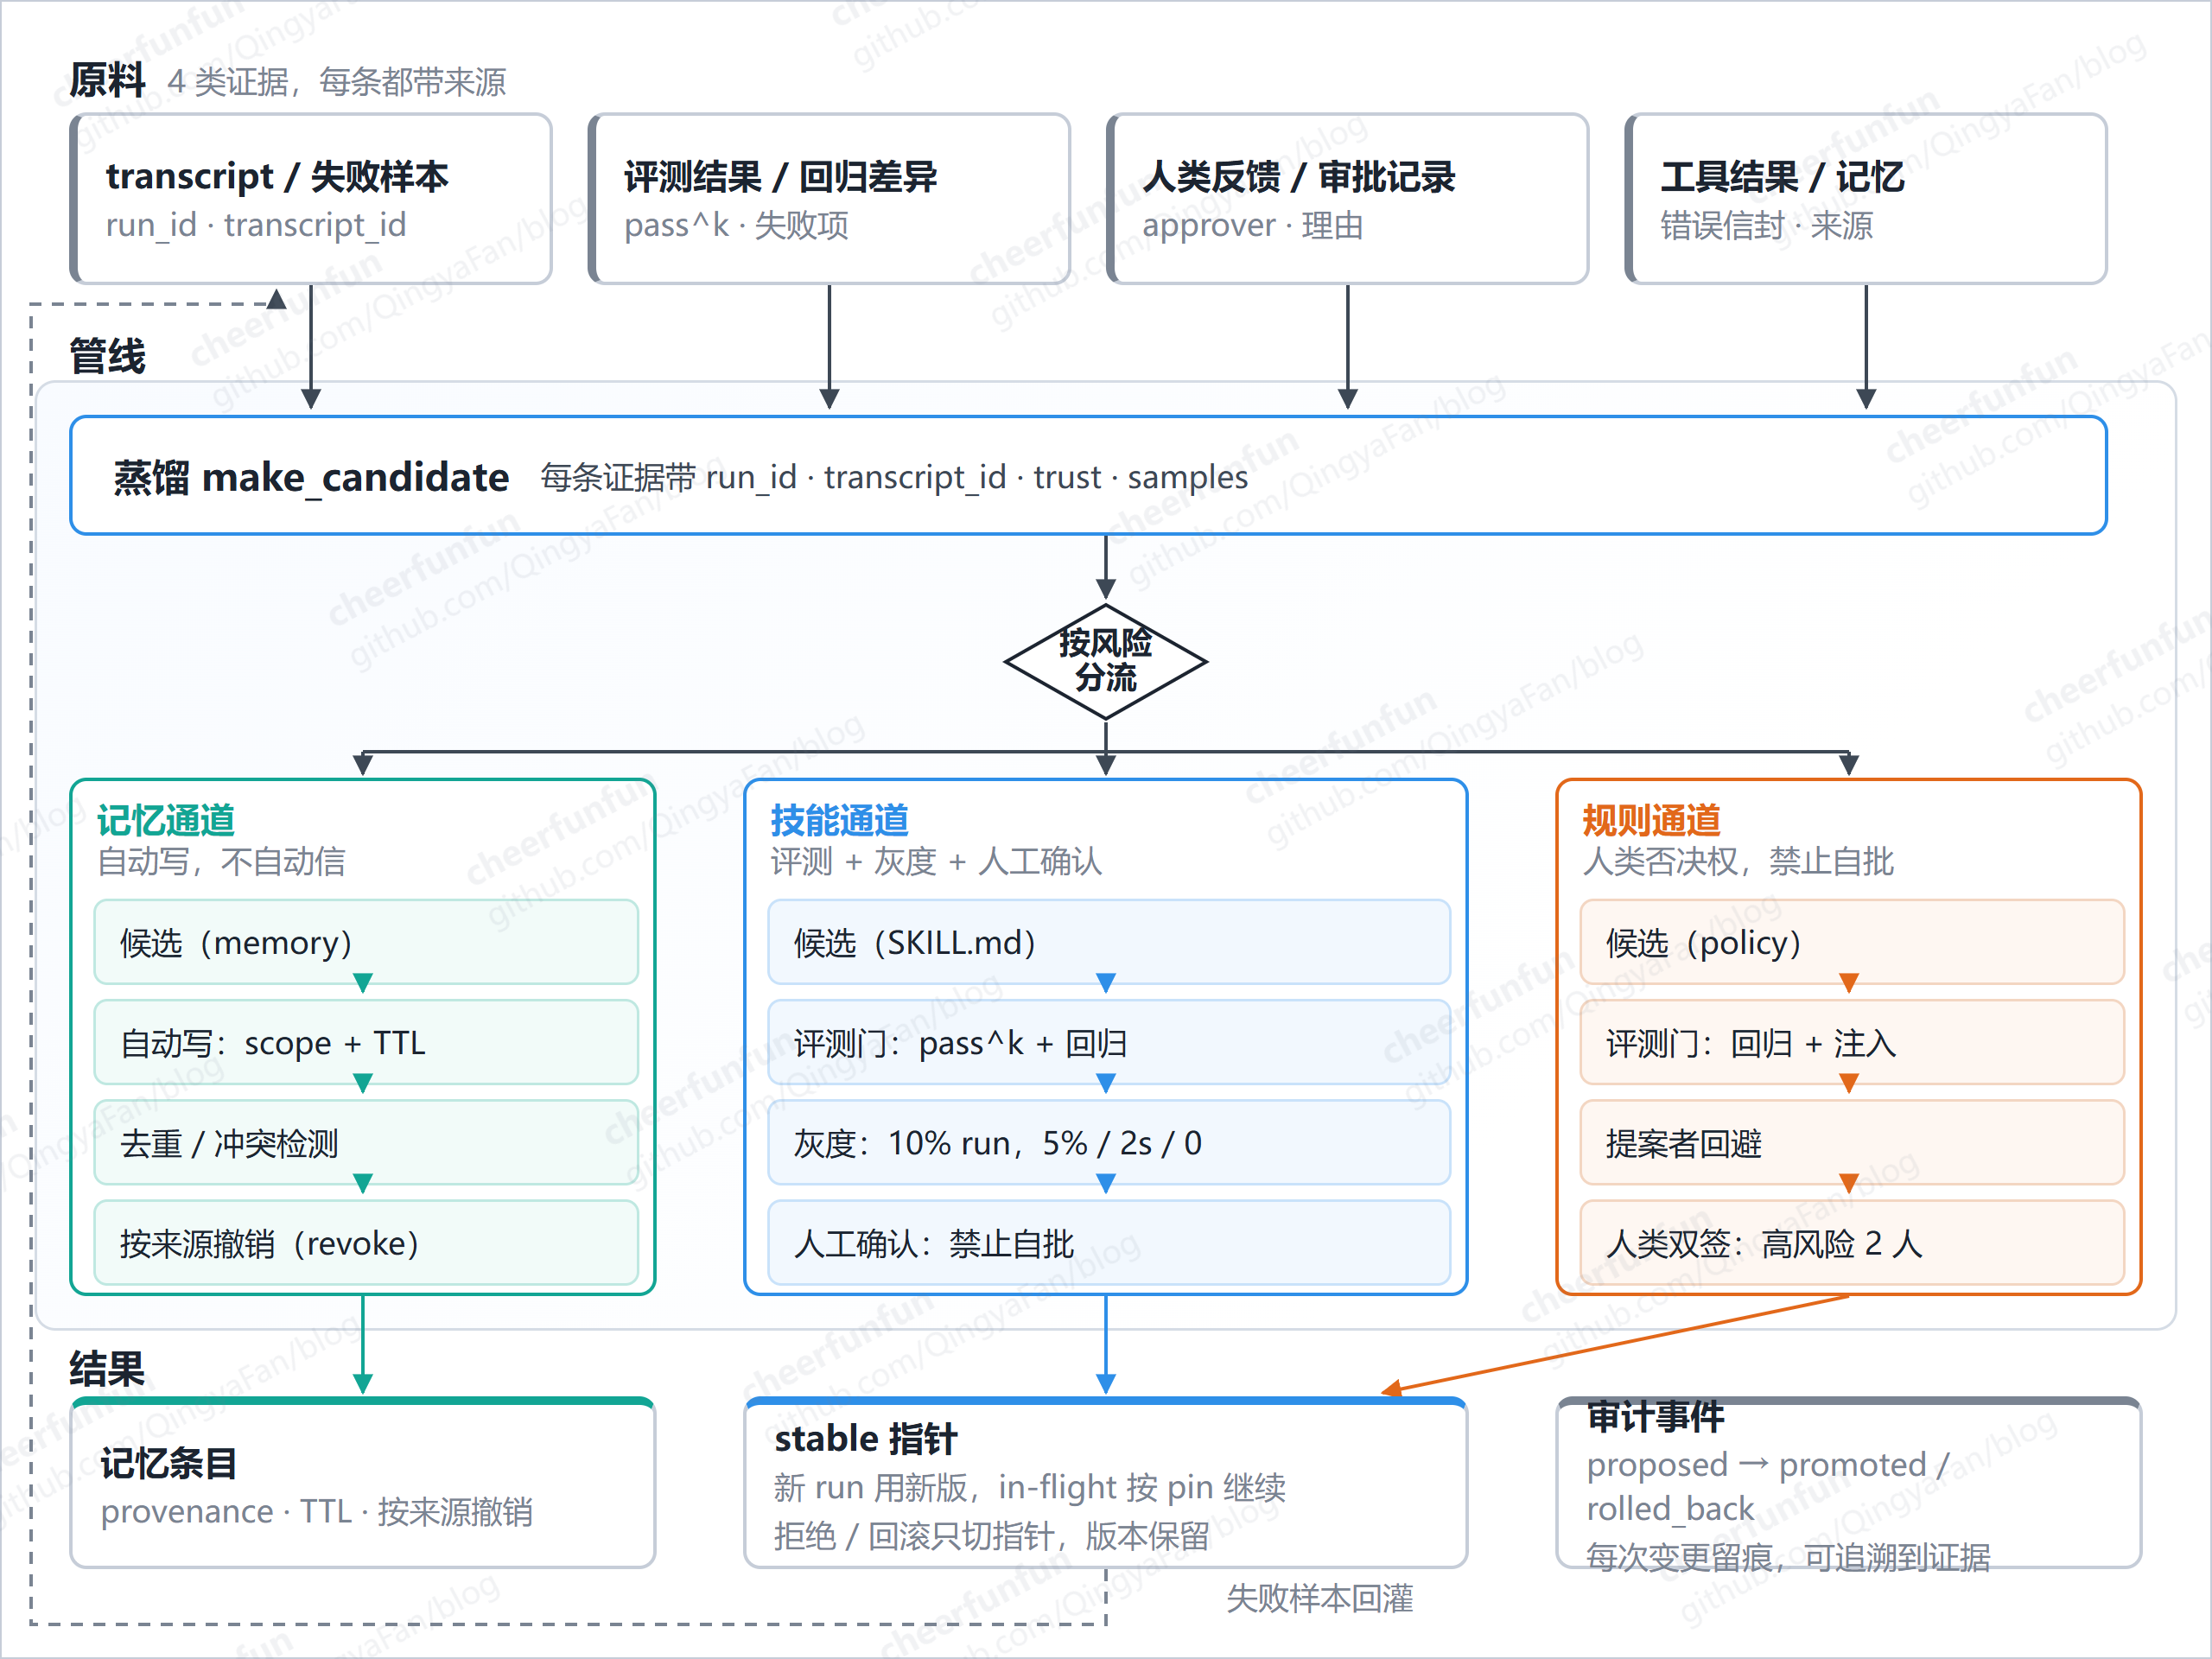 原料 4 类证据，每条都带来源
transcript / 失败样本
run_id · transcript_id
评测结果 / 回归差异
pass^k · 失败项
人类反馈 / 审批记录
approver · 理由
工具结果 / 记忆
错误信封 · 来源
管线
蒸馏 make_candidate 每条证据带 run_id · transcript_id · trust · samples
按风险
分流
记忆通道
自动写，不自动信
候选（memory）
自动写：scope + TTL
去重 / 冲突检测
按来源撤销（revoke）
技能通道
评测 + 灰度 + 人工确认
候选（SKILL.md）
评测门：pass^k + 回归
灰度：10% run，5% / 2s / 0
人工确认：禁止自批
规则通道
人类否决权，禁止自批
候选（policy）
评测门：回归 + 注入
提案者回避
人类双签：高风险 2 人
结果
记忆条目
provenance · TTL · 按来源撤销
stable 指针
新 run 用新版，in-flight 按 pin 继续
拒绝 / 回滚只切指针，版本保留
审计事件
proposed → promoted /
rolled_back
每次变更留痕，可追溯到证据
失败样本回灌
cheerfunfun
github.com/QingyaFan/blog